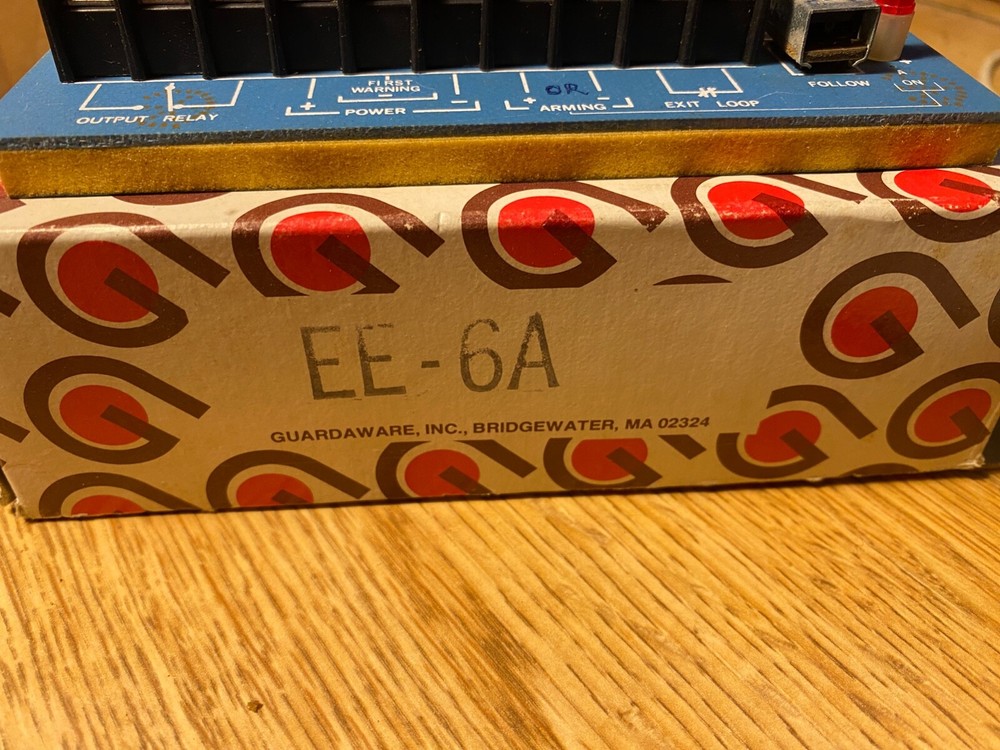 FIRST
WARNING
OR
+ POWER -
+ ARMING -
EXIT LOOP
FOLLOW
+
A
ON
OUTPUT RELAY
EE-6A
GUARDAWARE, INC., BRIDGEWATER, MA 02324